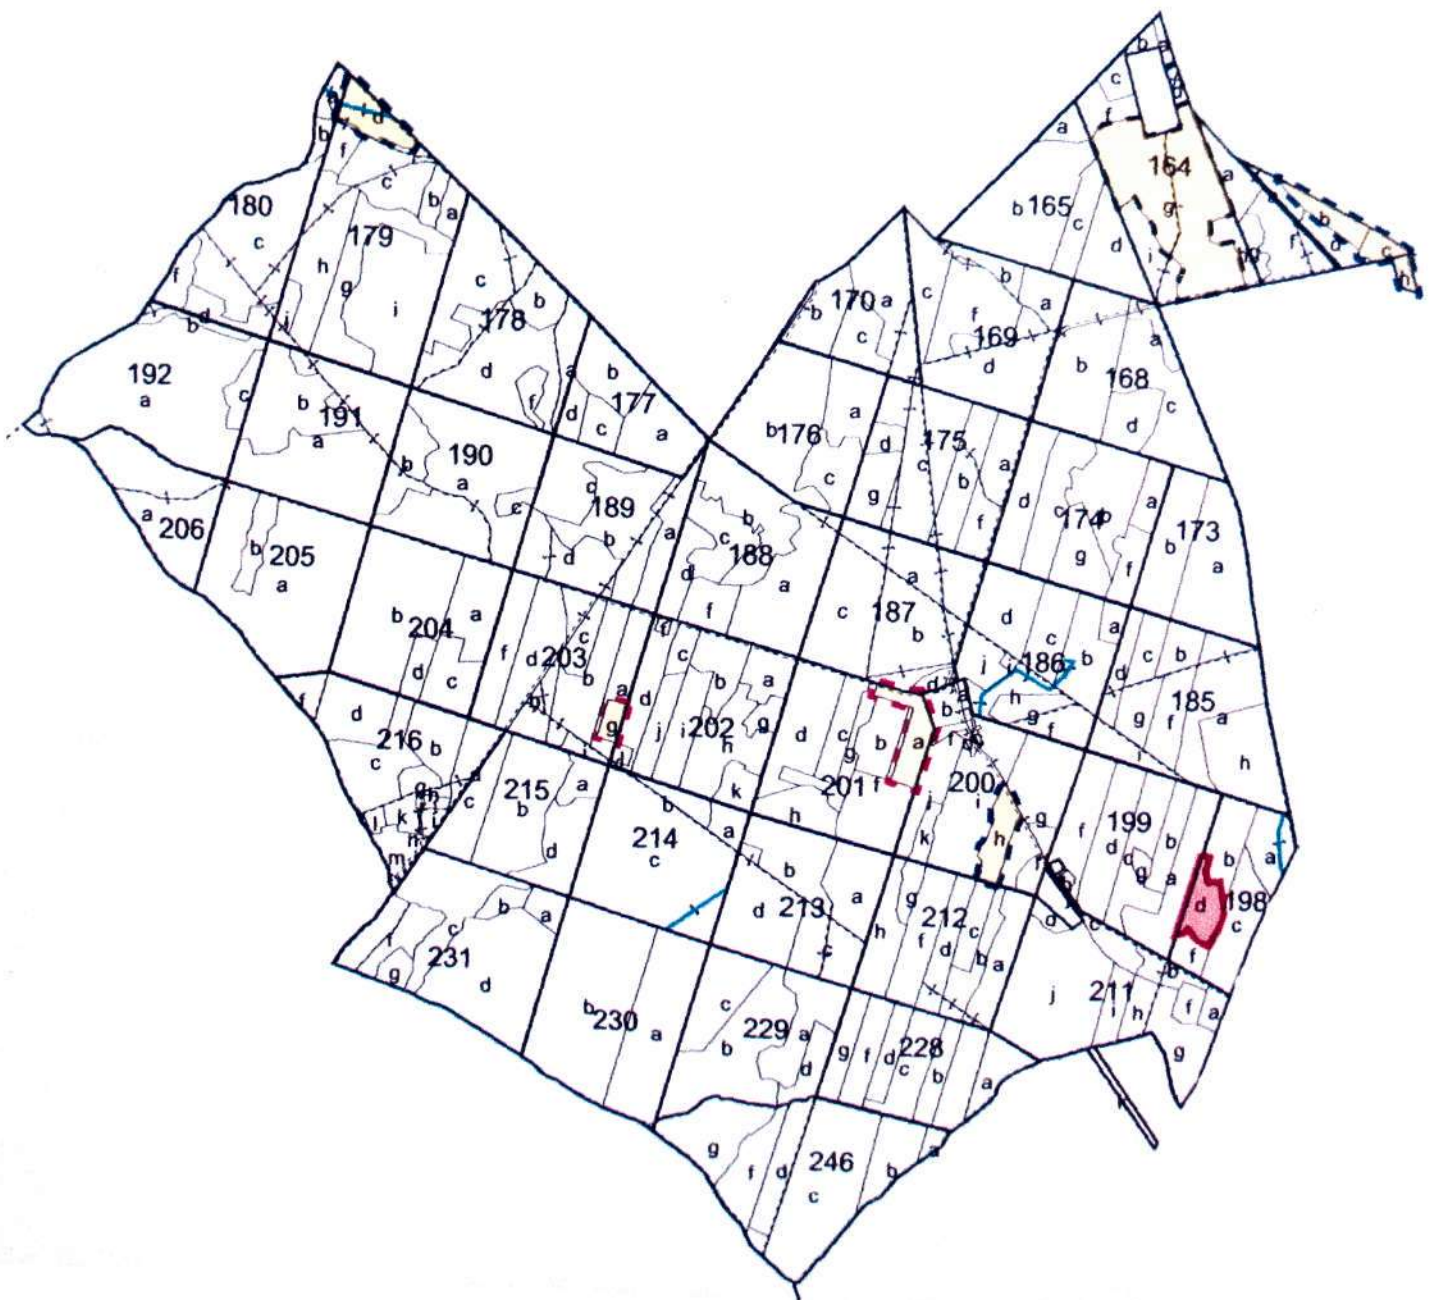 b a
c
f
a
164
g
a
b 165
c
d
i
b
d
c
f
h
d
b
f
c
180
c
f
179
b a
h
g
i
c
b
178
d
f
a
b
177
d
c
a
170 a
b
c
c
b
f
a
169
d
a
b
168
c
d
b d
192
a
c
b
191
a
190
b
a
c
c
189
b
d
a
b 176
a
c
d
g
175
c
b
a
f
d
c 174 b
a
g
f
173
b
a
206
a
205
b
a
b
c
188
d
a
f
a
187
c
b
d
c
a
j
186
b
h
g
f
c b
d
185
g
f
a
h
b
204
a
d
c
f
d 203
c
b
a
g
f
c
b
a
d
j
i 202
g
h
k
d
c
b
g
201
a
f
h
d
a
b
f
200
i
j
k
h
g
f
d
216
b
c
g
h
k
l
m
d
c
215
b
a
d
b
214
c
a
b
a
213
d
c
h
g
212
f
d
c
b a
199
f
d
c
g
b
a
b
a
d
198
c
f
d
c
b
j
211
i
h
f
a
g
b
a
c
f
231
g
d
b 230
a
c
229
a
b
d
g
f
d
228
c
b
a
g
f
d
246
c
b
a